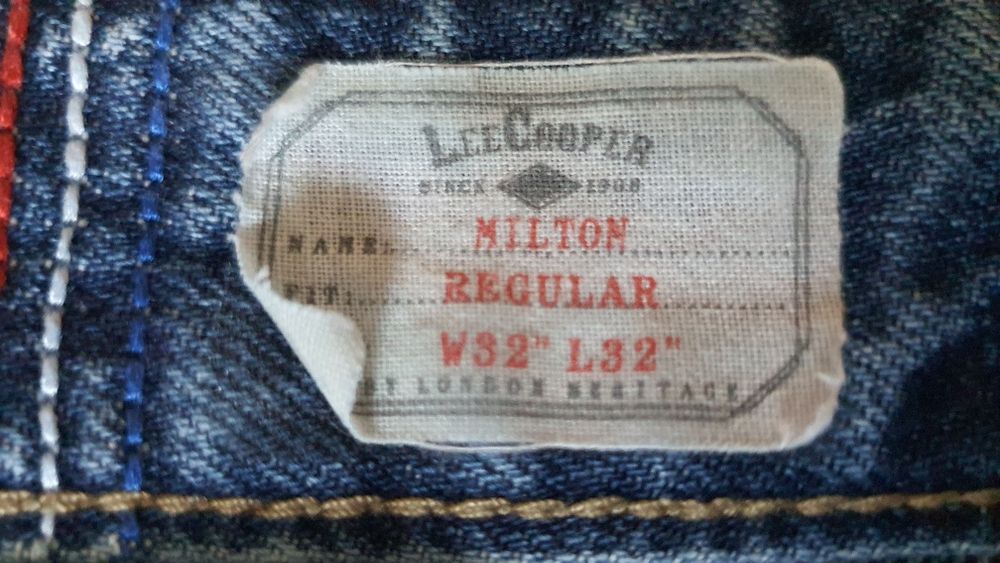 LEE COOPER
SINCE 1908
NAME: MILTON
FIT: REGULAR
W32" L32"
LONDON HERITAGE